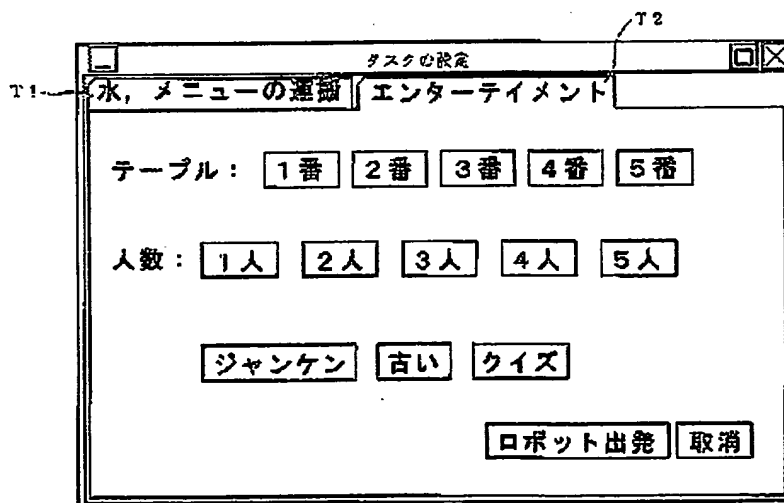 T2
タスクの設定
T1
水，メニューの運搬 エンターテイメント
テーブル： 1番 2番 3番 4番 5番
人数： 1人 2人 3人 4人 5人
ジャンケン 古い クイズ
ロボット出発 取消